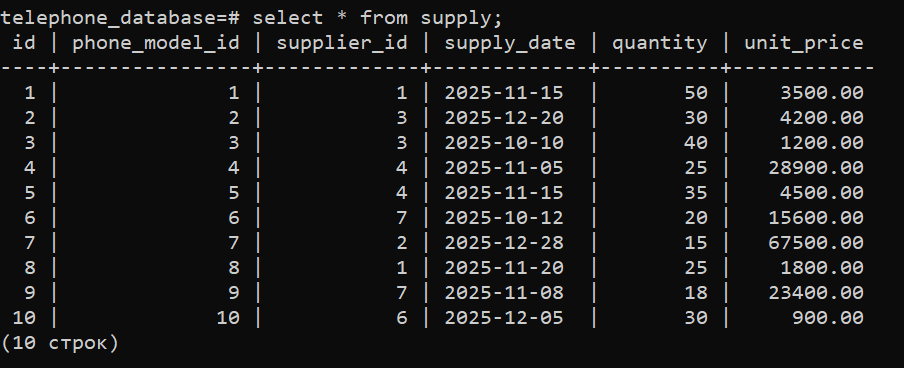 telephone_database=# select * from supply;
 id | phone_model_id | supplier_id | supply_date | quantity | unit_price
----+----------------+-------------+-------------+----------+------------
  1 |              1 |           1 | 2025-11-15  |       50 |    3500.00
  2 |              2 |           3 | 2025-12-20  |       30 |    4200.00
  3 |              3 |           3 | 2025-10-10  |       40 |    1200.00
  4 |              4 |           4 | 2025-11-05  |       25 |   28900.00
  5 |              5 |           4 | 2025-11-15  |       35 |    4500.00
  6 |              6 |           7 | 2025-10-12  |       20 |   15600.00
  7 |              7 |           2 | 2025-12-28  |       15 |   67500.00
  8 |              8 |           1 | 2025-11-20  |       25 |    1800.00
  9 |              9 |           7 | 2025-11-08  |       18 |   23400.00
 10 |             10 |           6 | 2025-12-05  |       30 |     900.00
(10 строк)